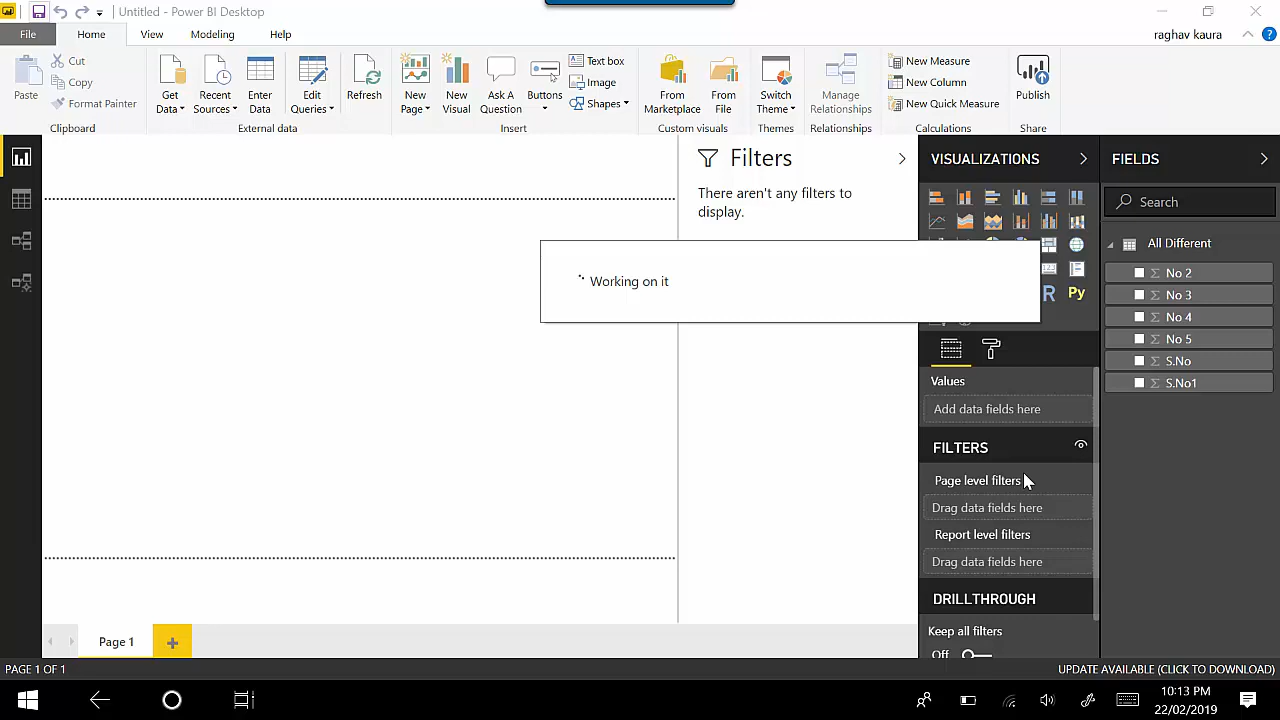 Untitled - Power BI Desktop
File
Home
View
Modeling
Help
raghav kaura
Paste
Cut
Copy
Format Painter
Clipboard
Get Data
Recent Sources
Enter Data
Edit Queries
Refresh
External data
New Page
New Visual
Ask A Question
Buttons
Text box
Image
Shapes
Insert
From Marketplace
From File
Custom visuals
Switch Theme
Themes
Manage Relationships
Relationships
New Measure
New Column
New Quick Measure
Calculations
Publish
Share
Filters
There aren't any filters to
display.
Working on it
VISUALIZATIONS
R
Py
Values
Add data fields here
FILTERS
Page level filters
Drag data fields here
Report level filters
Drag data fields here
DRILLTHROUGH
Keep all filters
Off
FIELDS
Search
All Different
No 2
No 3
No 4
No 5
S.No
S.No1
Page 1
PAGE 1 OF 1
UPDATE AVAILABLE (CLICK TO DOWNLOAD)
10:13 PM
22/02/2019